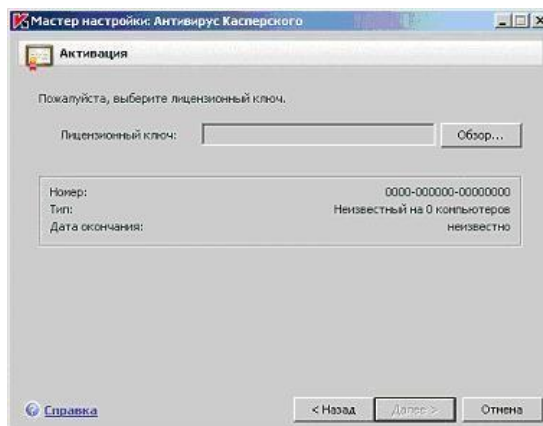 Мастер настройки: Антивирус Касперского
Активация
Пожалуйста, выберите лицензионный ключ.
Лицензионный ключ: Обзор...
Номер: 0000-000000-00000000
Тип: Неизвестный на 0 компьютеров
Дата окончания: неизвестно
Справка < Назад Далее > Отмена